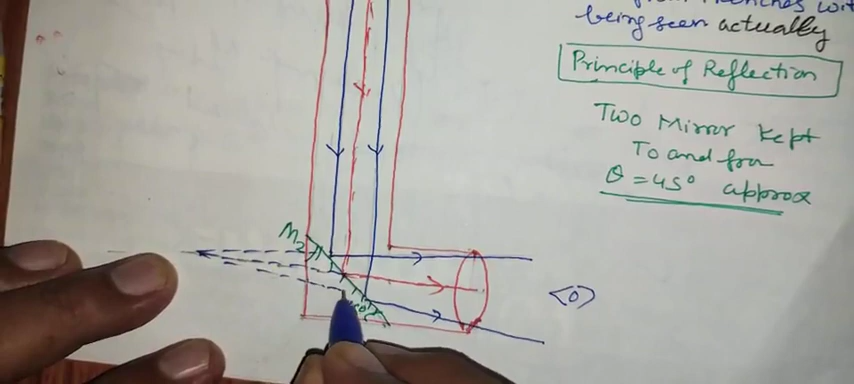 being seen actually
Principle of Reflection
Two Mirror Kept
To and fro
θ = 45° approx
M2